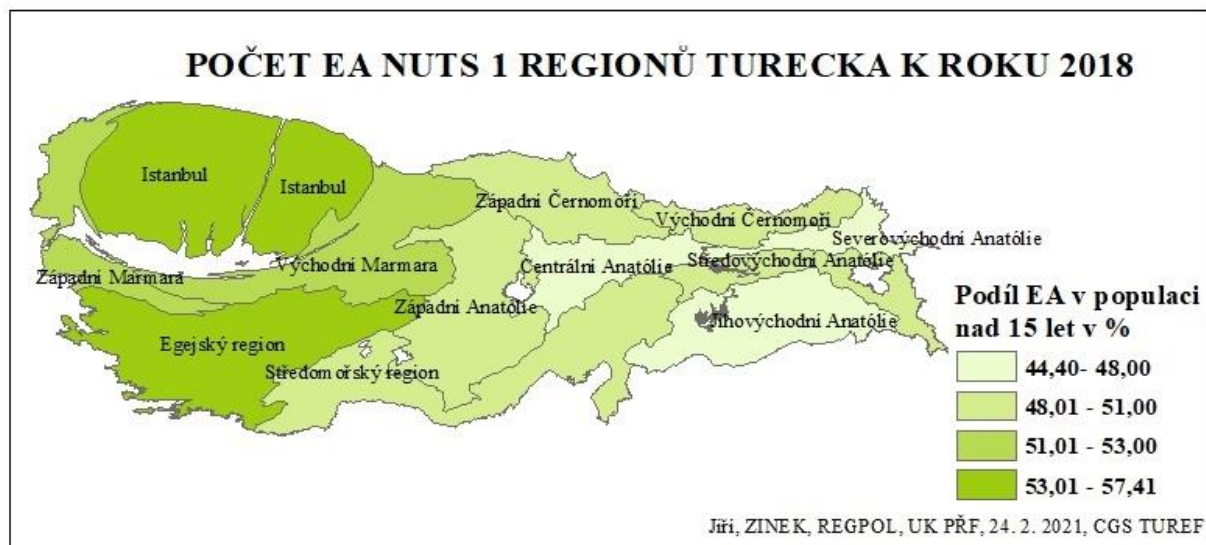 POČET EA NUTS 1 REGIONŮ TURECKA K ROKU 2018
Istanbul
Istanbul
Západní Černomoří
Východní Černomoří
Severovýchodní Anatólie
Středovýchodní Anatólie
Centrální Anatólie
Západní Marmara
Východní Marmara
Západní Anatólie
Jihovýchodní Anatólie
Egejský region
Středomořský region
Podíl EA v populaci
nad 15 let v %
44,40- 48,00
48,01 - 51,00
51,01 - 53,00
53,01 - 57,41
Jiří, ZINEK, REGPOL, UK PŘF, 24. 2. 2021, CGS TUREF